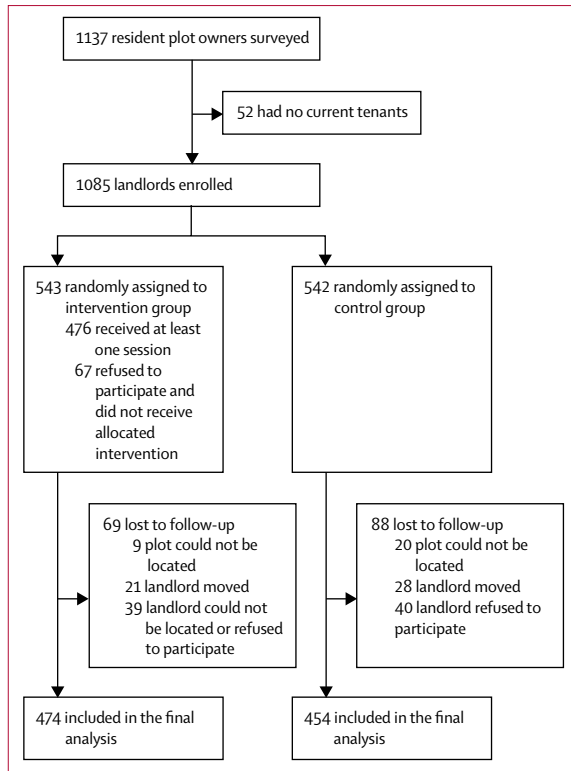 1137 resident plot owners surveyed
52 had no current tenants
1085 landlords enrolled
543 randomly assigned to
intervention group
476 received at least
one session
67 refused to
participate and
did not receive
allocated
intervention
542 randomly assigned to
control group
69 lost to follow-up
9 plot could not be
located
21 landlord moved
39 landlord could not
be located or refused
to participate
88 lost to follow-up
20 plot could not be
located
28 landlord moved
40 landlord refused to
participate
474 included in the final
analysis
454 included in the final
analysis